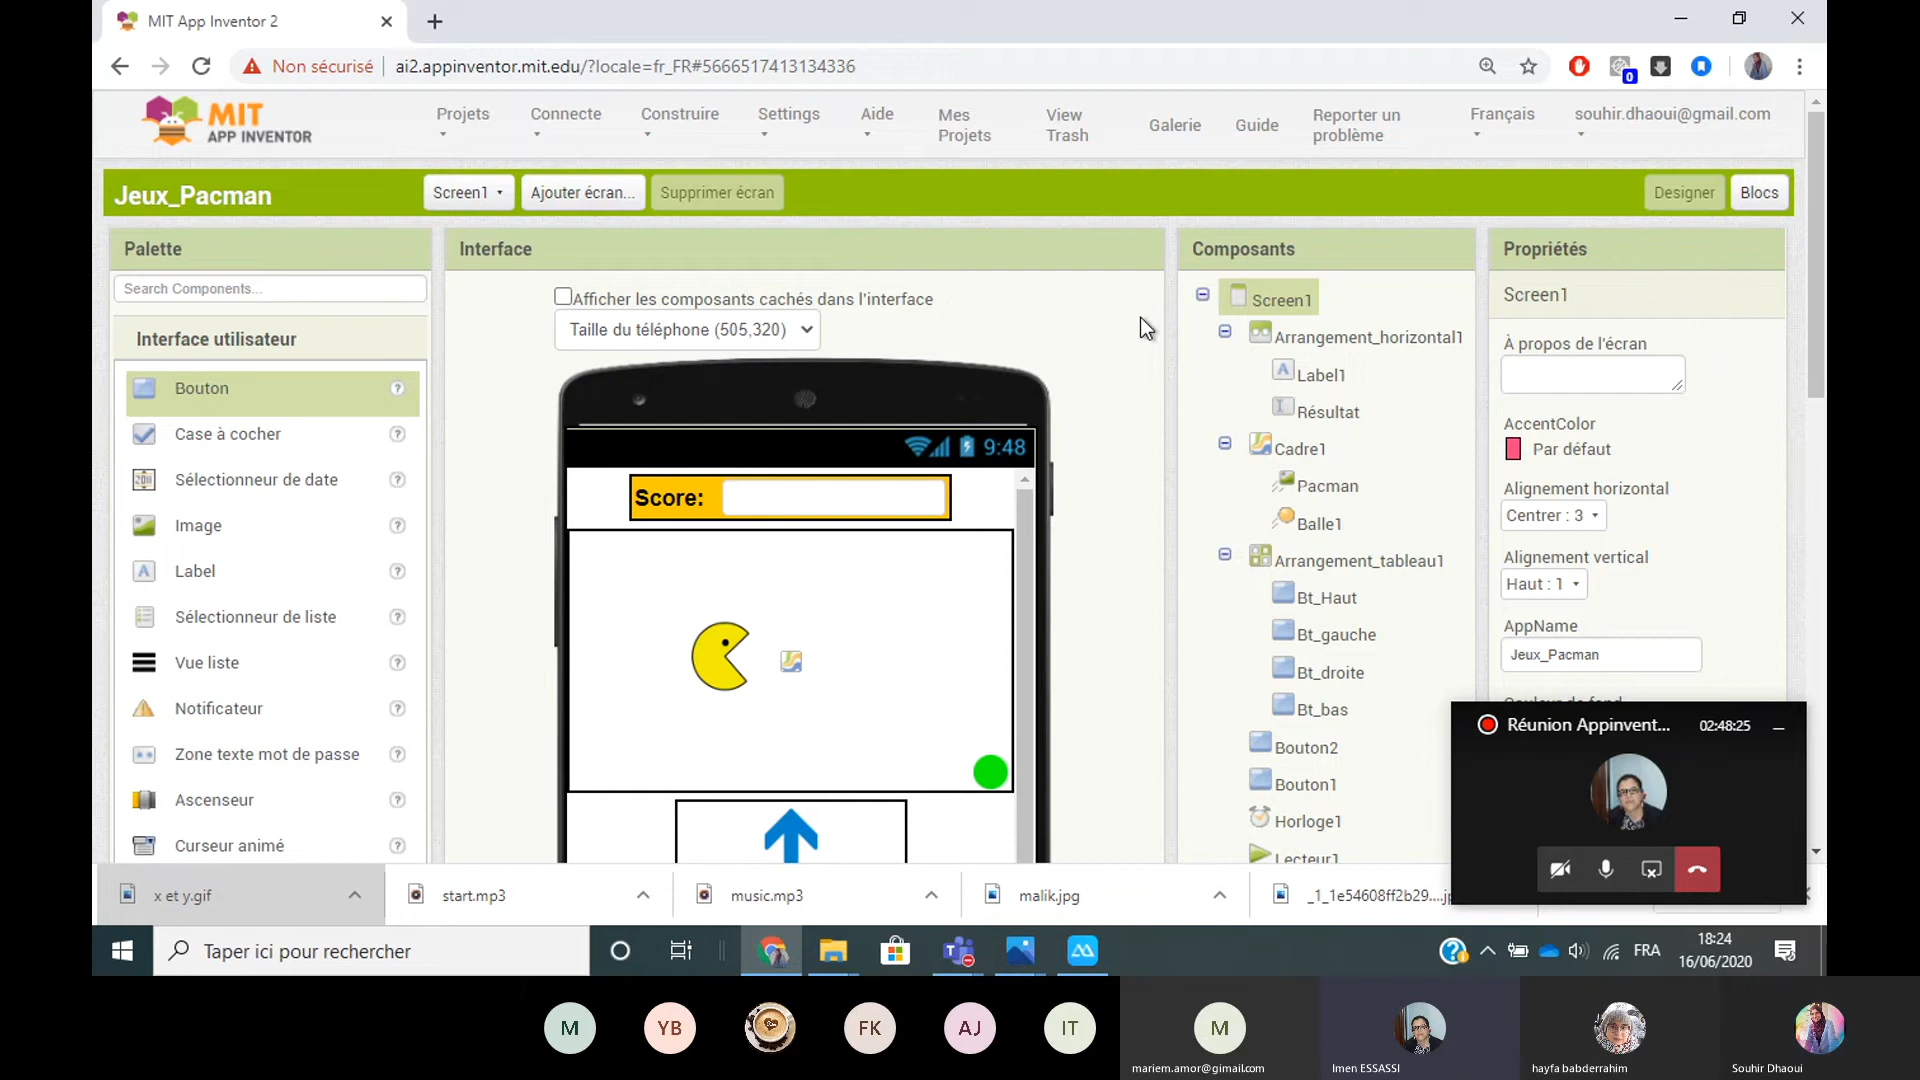 MIT App Inventor 2
Non sécurisé
ai2.appinventor.mit.edu/?locale=fr_FR#5666517413134336
0
MIT
APP INVENTOR
Projets
Connecte
Construire
Settings
Aide
Mes
Projets
View
Trash
Galerie
Guide
Reporter un
problème
Français
souhir.dhaoui@gmail.com
Jeux_Pacman
Screen1
Ajouter écran...
Supprimer écran
Designer
Blocs
Palette
Interface
Composants
Propriétés
Search Components...
Interface utilisateur
Bouton
Case à cocher
Sélectionneur de date
Image
Label
Sélectionneur de liste
Vue liste
Notificateur
Zone texte mot de passe
Ascenseur
Curseur animé
Afficher les composants cachés dans l'interface
Taille du téléphone (505,320)
9:48
Score:
Screen1
Arrangement_horizontal1
Label1
Résultat
Cadre1
Pacman
Balle1
Arrangement_tableau1
Bt_Haut
Bt_gauche
Bt_droite
Bt_bas
Bouton2
Bouton1
Horloge1
Lecteur1
Screen1
À propos de l'écran
AccentColor
Par défaut
Alignement horizontal
Centrer : 3
Alignement vertical
Haut : 1
AppName
Jeux_Pacman
Couleur de fond
Réunion Appinvent...
02:48:25
x et y.gif
start.mp3
music.mp3
malik.jpg
_1_1e54608ff2b29....jp
Taper ici pour rechercher
FRA
18:24
16/06/2020
M
YB
FK
AJ
IT
M
mariem.amor@gimail.com
Imen ESSASSI
hayfa babderrahim
Souhir Dhaoui